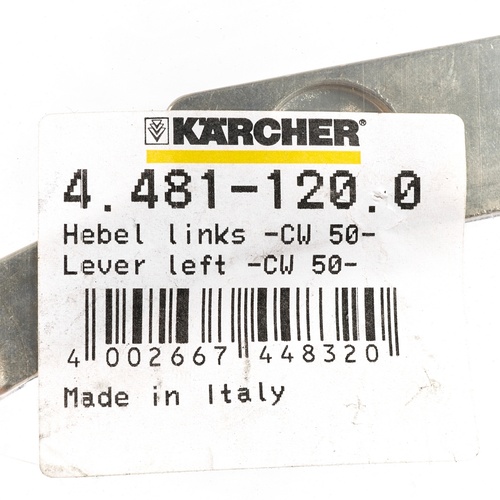 KÄRCHER®
4.481-120.0
Hebel links -CW 50-
Lever left -CW 50-
4 002667 448320
Made in Italy